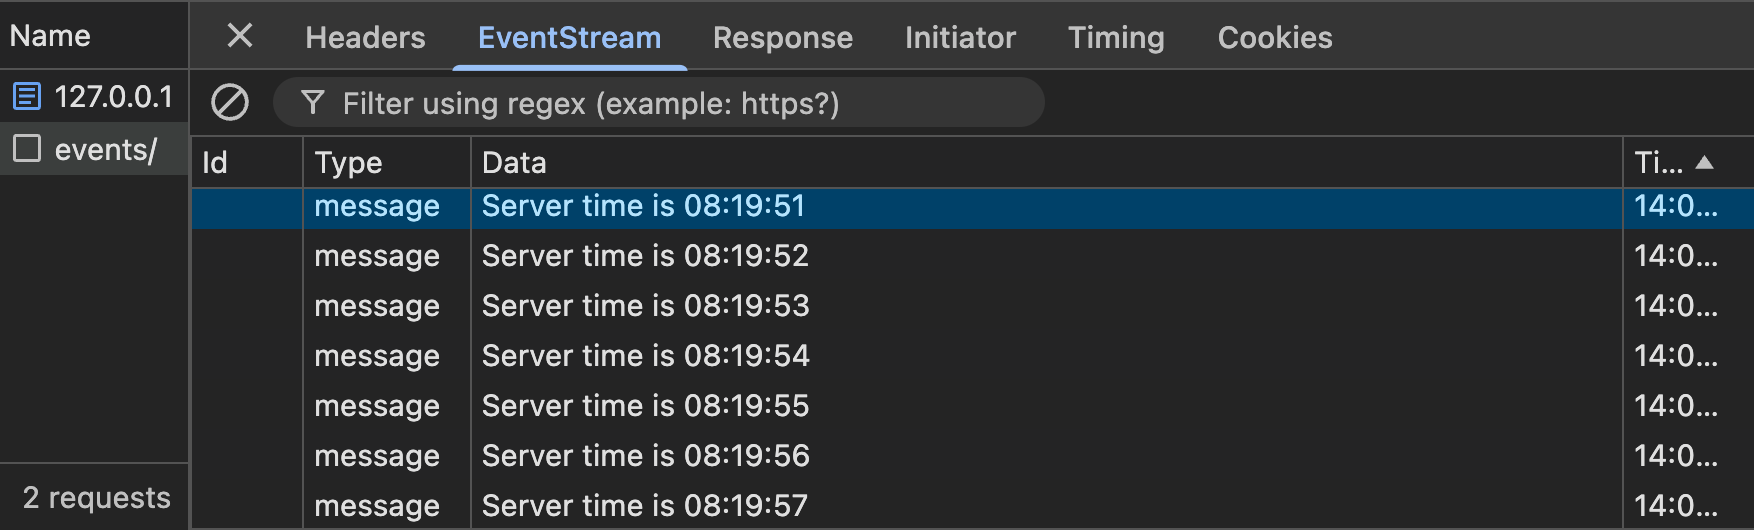 Name
Headers EventStream Response Initiator Timing Cookies
127.0.0.1
Filter using regex (example: https?)
events/
Id Type Data Ti...
message Server time is 08:19:51 14:0...
message Server time is 08:19:52 14:0...
message Server time is 08:19:53 14:0...
message Server time is 08:19:54 14:0...
message Server time is 08:19:55 14:0...
message Server time is 08:19:56 14:0...
message Server time is 08:19:57 14:0...
2 requests